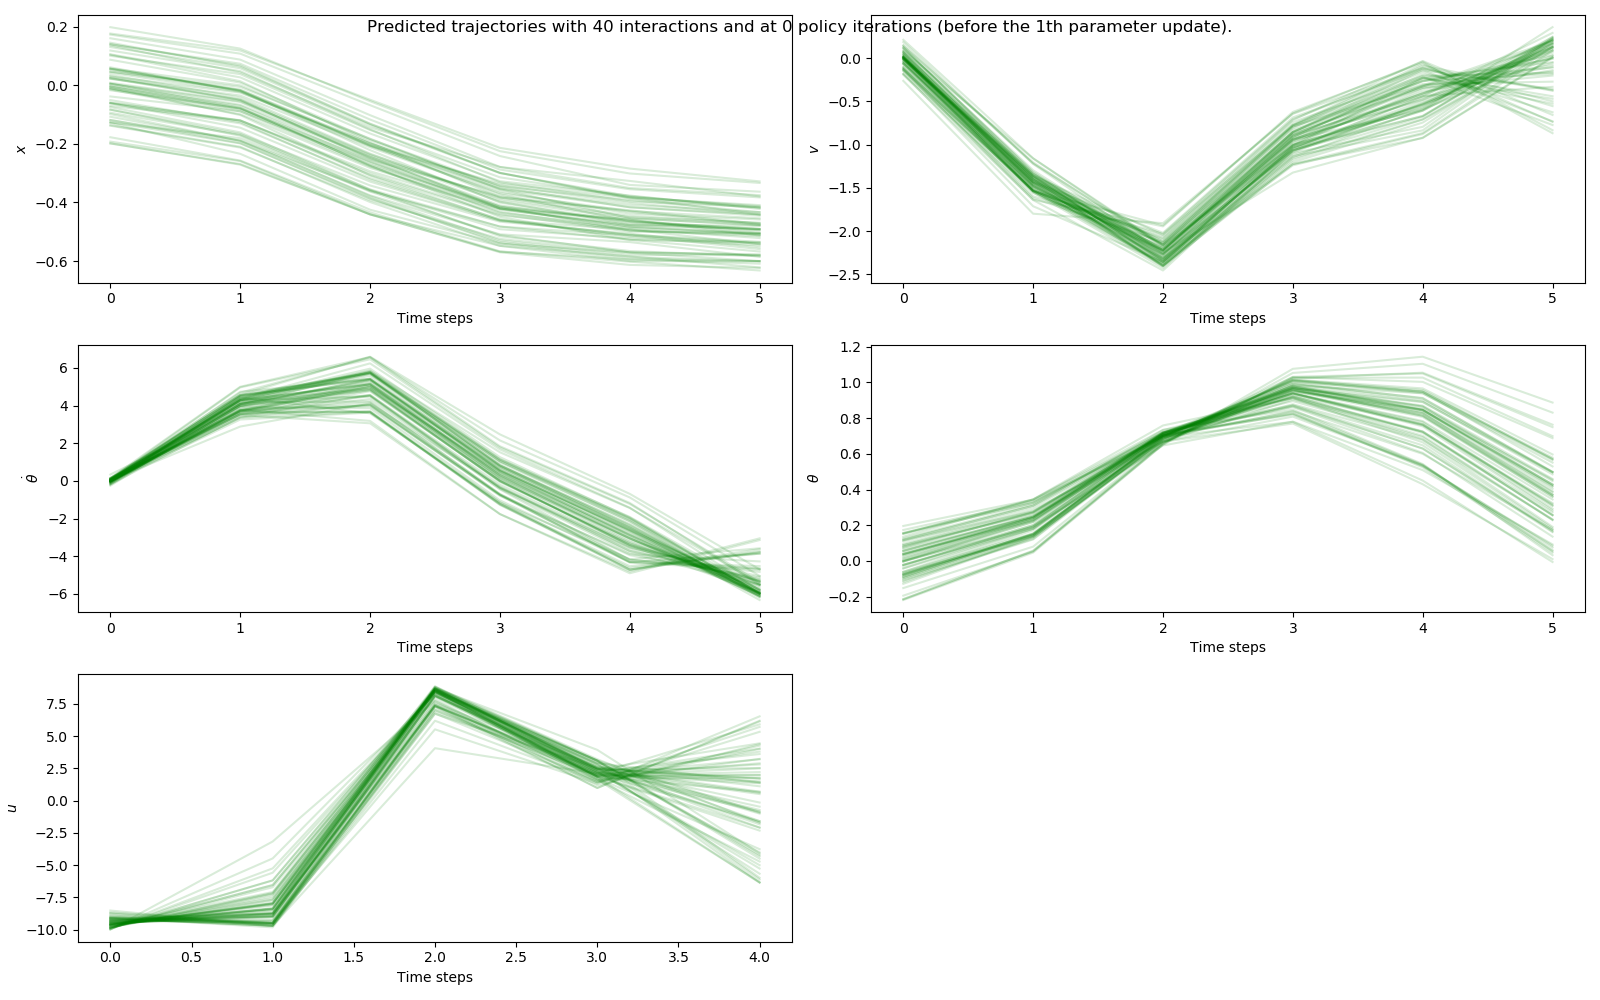 Predicted trajectories with 40 interactions and at 0 policy iterations (before the 1th parameter update).
0.2
0.0
−0.2
−0.4
−0.6
x
0 1 2 3 4 5
Time steps
0.0
−0.5
−1.0
−1.5
−2.0
−2.5
v
0 1 2 3 4 5
Time steps
6
4
2
0
−2
−4
−6
θ̇
0 1 2 3 4 5
Time steps
1.2
1.0
0.8
0.6
0.4
0.2
0.0
−0.2
θ
0 1 2 3 4 5
Time steps
7.5
5.0
2.5
0.0
−2.5
−5.0
−7.5
−10.0
u
0.0 0.5 1.0 1.5 2.0 2.5 3.0 3.5 4.0
Time steps